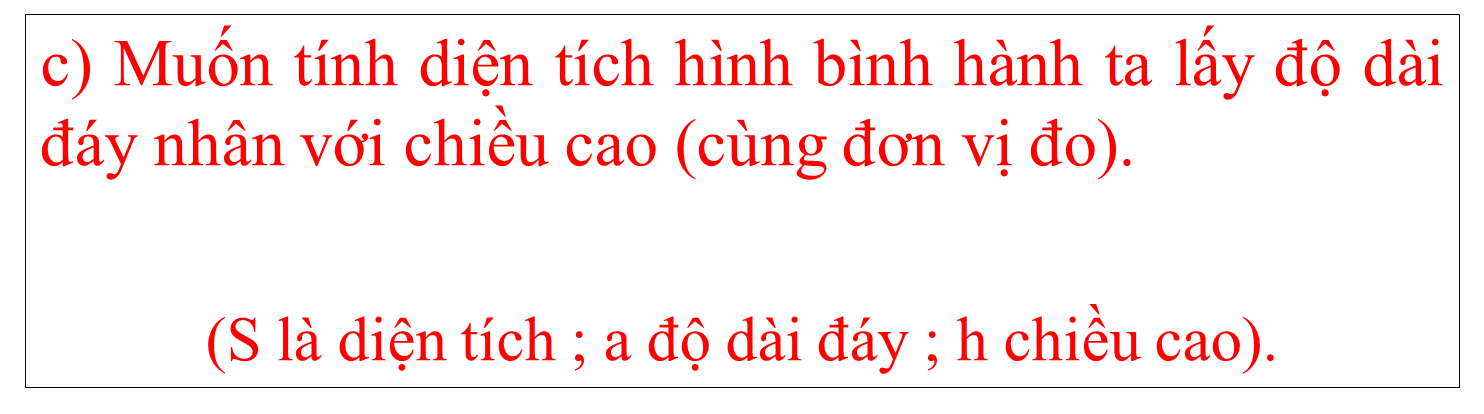 c) Muốn tính diện tích hình bình hành ta lấy độ dài
đáy nhân với chiều cao (cùng đơn vị đo).
(S là diện tích ; a độ dài đáy ; h chiều cao).